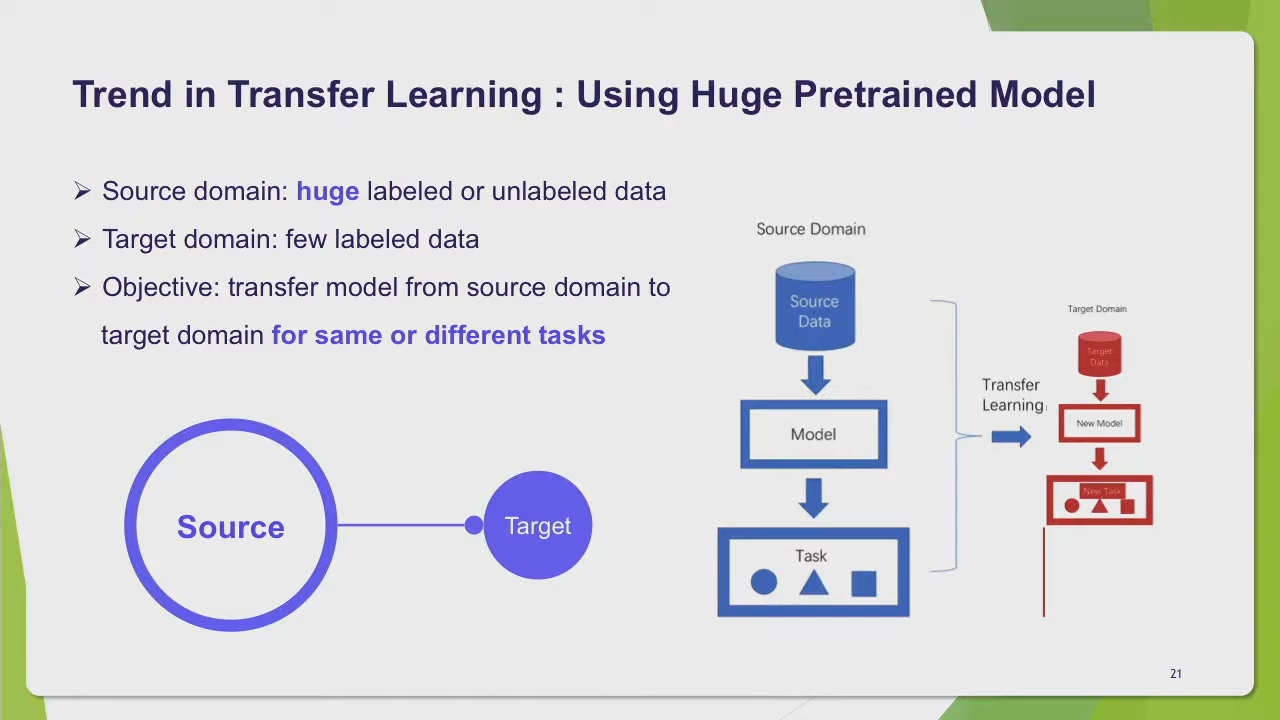 Trend in Transfer Learning : Using Huge Pretrained Model
Source domain: huge labeled or unlabeled data
Target domain: few labeled data
Objective: transfer model from source domain to
target domain for same or different tasks
Source
Target
Source Domain
Source
Data
Model
Task
Transfer
Learning
Target Domain
Target
Data
New Model
New Task
21